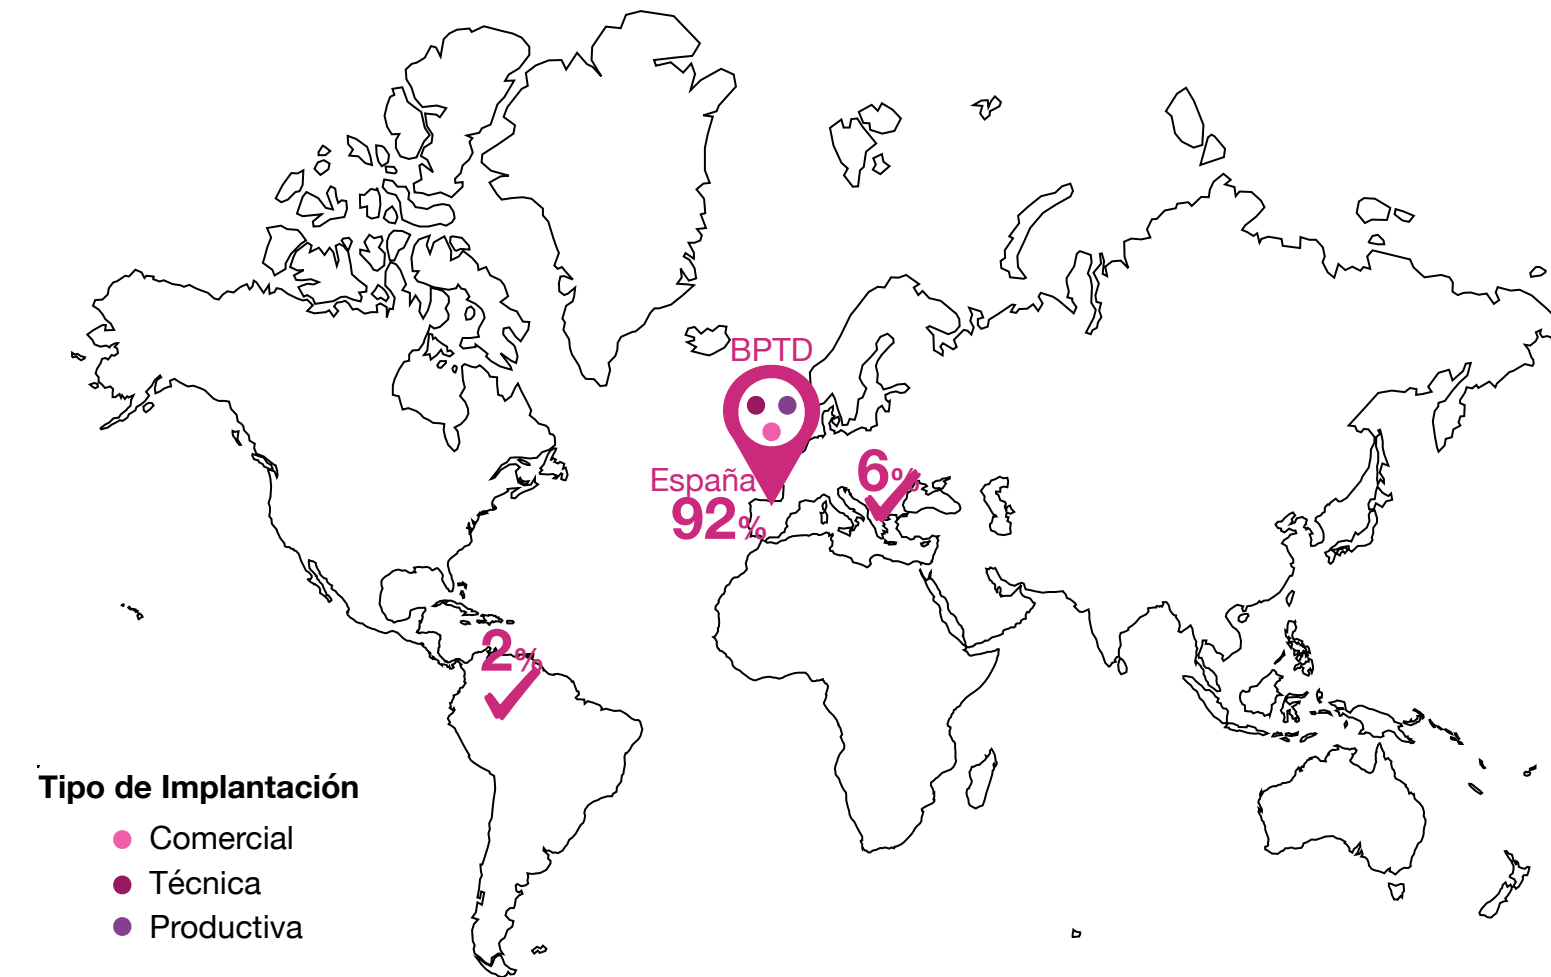 BPTD
España
92%
6%
2%
Tipo de Implantación
Comercial
Técnica
Productiva